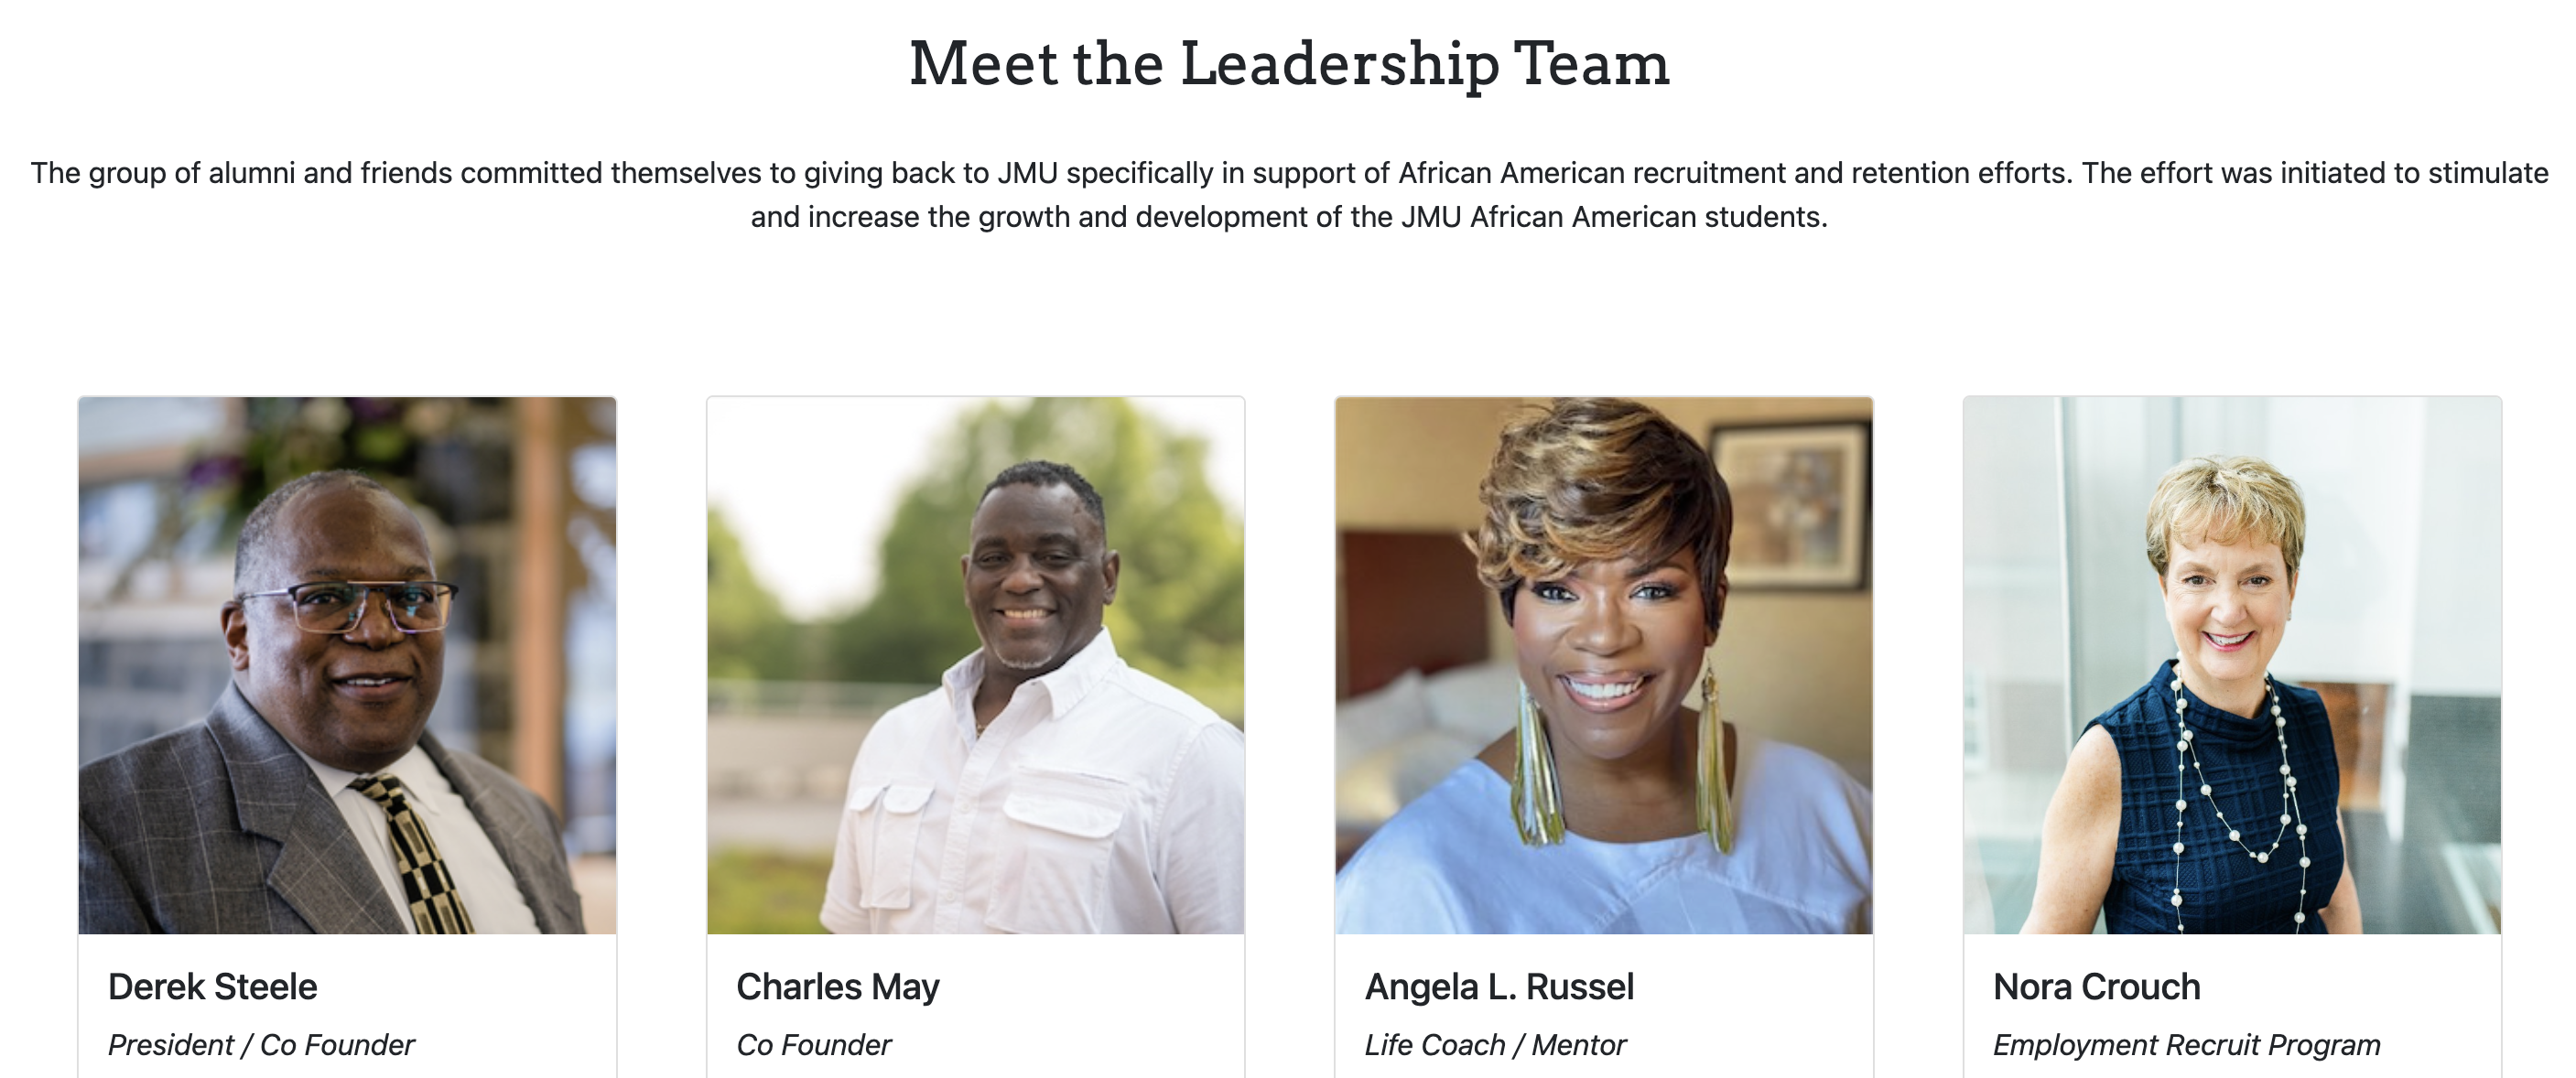 Meet the Leadership Team
The group of alumni and friends committed themselves to giving back to JMU specifically in support of African American recruitment and retention efforts. The effort was initiated to stimulate
and increase the growth and development of the JMU African American students.
Derek Steele
President / Co Founder
Charles May
Co Founder
Angela L. Russel
Life Coach / Mentor
Nora Crouch
Employment Recruit Program